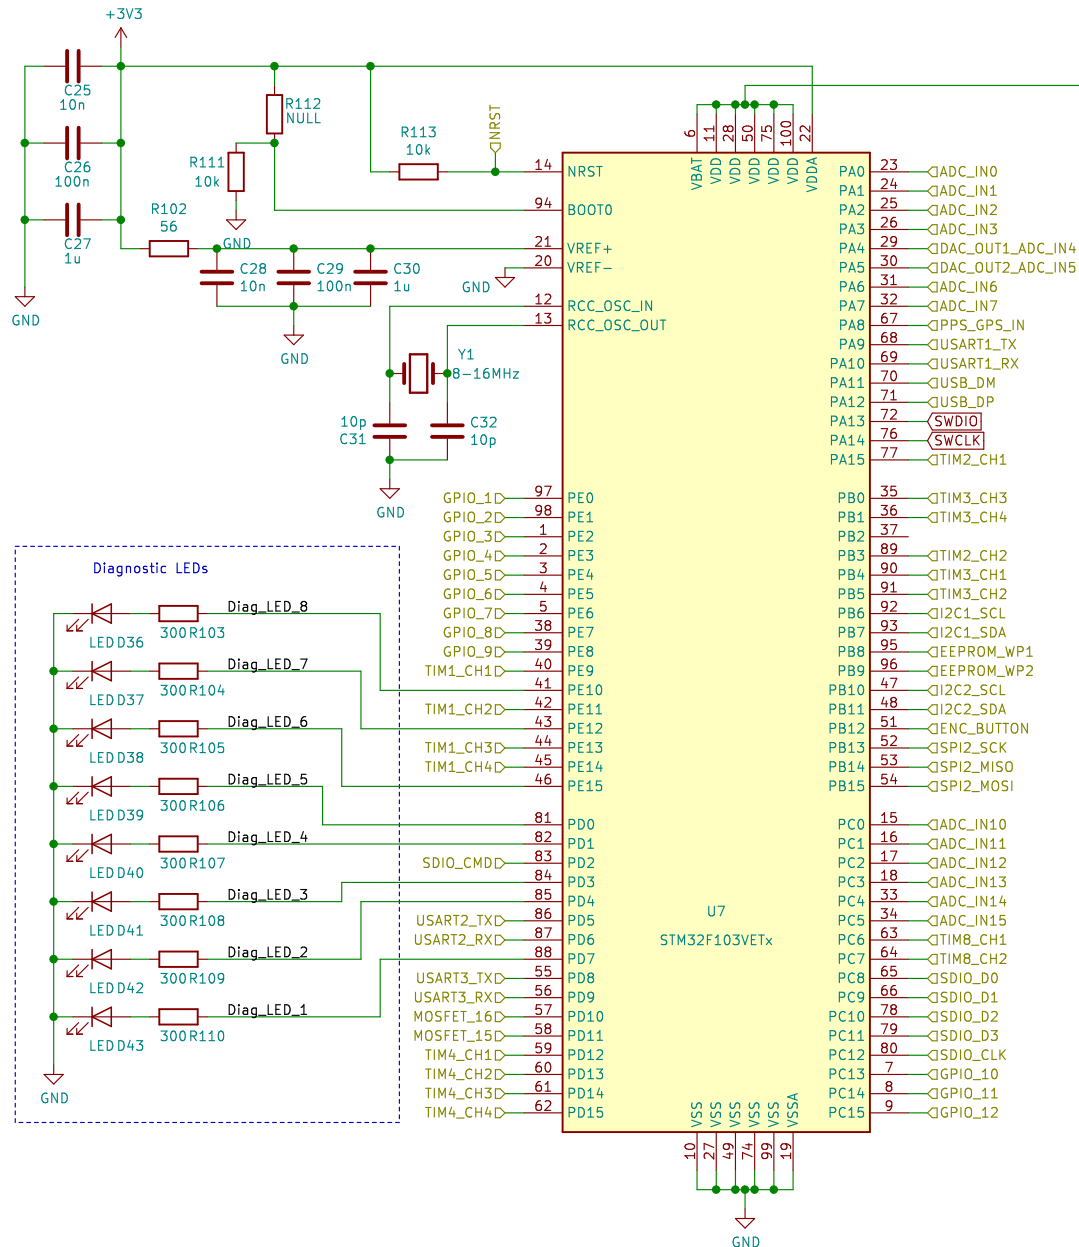 +3V3
C25
10n
C26
100n
C27
1u
GND
R112
NULL
R111
10k
GND
R113
10k
NRST
R102
56
C28
10n
C29
100n
C30
1u
GND
GND
Y1
8-16MHz
10p
C31
C32
10p
GND
6 11 28 50 75 100 22
VBAT VDD VDD VDD VDD VDD VDDA
14 NRST
94 BOOT0
21 VREF+
20 VREF-
12 RCC_OSC_IN
13 RCC_OSC_OUT
GPIO_1 97 PE0
GPIO_2 98 PE1
GPIO_3 1 PE2
GPIO_4 2 PE3
GPIO_5 3 PE4
GPIO_6 4 PE5
GPIO_7 5 PE6
GPIO_8 38 PE7
GPIO_9 39 PE8
TIM1_CH1 40 PE9
41 PE10
TIM1_CH2 42 PE11
43 PE12
TIM1_CH3 44 PE13
TIM1_CH4 45 PE14
46 PE15
81 PD0
82 PD1
SDIO_CMD 83 PD2
84 PD3
85 PD4
USART2_TX 86 PD5
USART2_RX 87 PD6
88 PD7
USART3_TX 55 PD8
USART3_RX 56 PD9
MOSFET_16 57 PD10
MOSFET_15 58 PD11
TIM4_CH1 59 PD12
TIM4_CH2 60 PD13
TIM4_CH3 61 PD14
TIM4_CH4 62 PD15
PA0 23 ADC_IN0
PA1 24 ADC_IN1
PA2 25 ADC_IN2
PA3 26 ADC_IN3
PA4 29 DAC_OUT1_ADC_IN4
PA5 30 DAC_OUT2_ADC_IN5
PA6 31 ADC_IN6
PA7 32 ADC_IN7
PA8 67 PPS_GPS_IN
PA9 68 USART1_TX
PA10 69 USART1_RX
PA11 70 USB_DM
PA12 71 USB_DP
PA13 72 SWDIO
PA14 76 SWCLK
PA15 77 TIM2_CH1
PB0 35 TIM3_CH3
PB1 36 TIM3_CH4
PB2 37
PB3 89 TIM2_CH2
PB4 90 TIM3_CH1
PB5 91 TIM3_CH2
PB6 92 I2C1_SCL
PB7 93 I2C1_SDA
PB8 95 EEPROM_WP1
PB9 96 EEPROM_WP2
PB10 47 I2C2_SCL
PB11 48 I2C2_SDA
PB12 51 ENC_BUTTON
PB13 52 SPI2_SCK
PB14 53 SPI2_MISO
PB15 54 SPI2_MOSI
PC0 15 ADC_IN10
PC1 16 ADC_IN11
PC2 17 ADC_IN12
PC3 18 ADC_IN13
PC4 33 ADC_IN14
PC5 34 ADC_IN15
PC6 63 TIM8_CH1
PC7 64 TIM8_CH2
PC8 65 SDIO_D0
PC9 66 SDIO_D1
PC10 78 SDIO_D2
PC11 79 SDIO_D3
PC12 80 SDIO_CLK
PC13 7 GPIO_10
PC14 8 GPIO_11
PC15 9 GPIO_12
U7
STM32F103VETx
VSS VSS VSS VSS VSS VSSA
10 27 49 74 99 19
GND
Diagnostic LEDs
Diag_LED_8
LED D36 300 R103
Diag_LED_7
LED D37 300 R104
Diag_LED_6
LED D38 300 R105
Diag_LED_5
LED D39 300 R106
Diag_LED_4
LED D40 300 R107
Diag_LED_3
LED D41 300 R108
Diag_LED_2
LED D42 300 R109
Diag_LED_1
LED D43 300 R110
GND